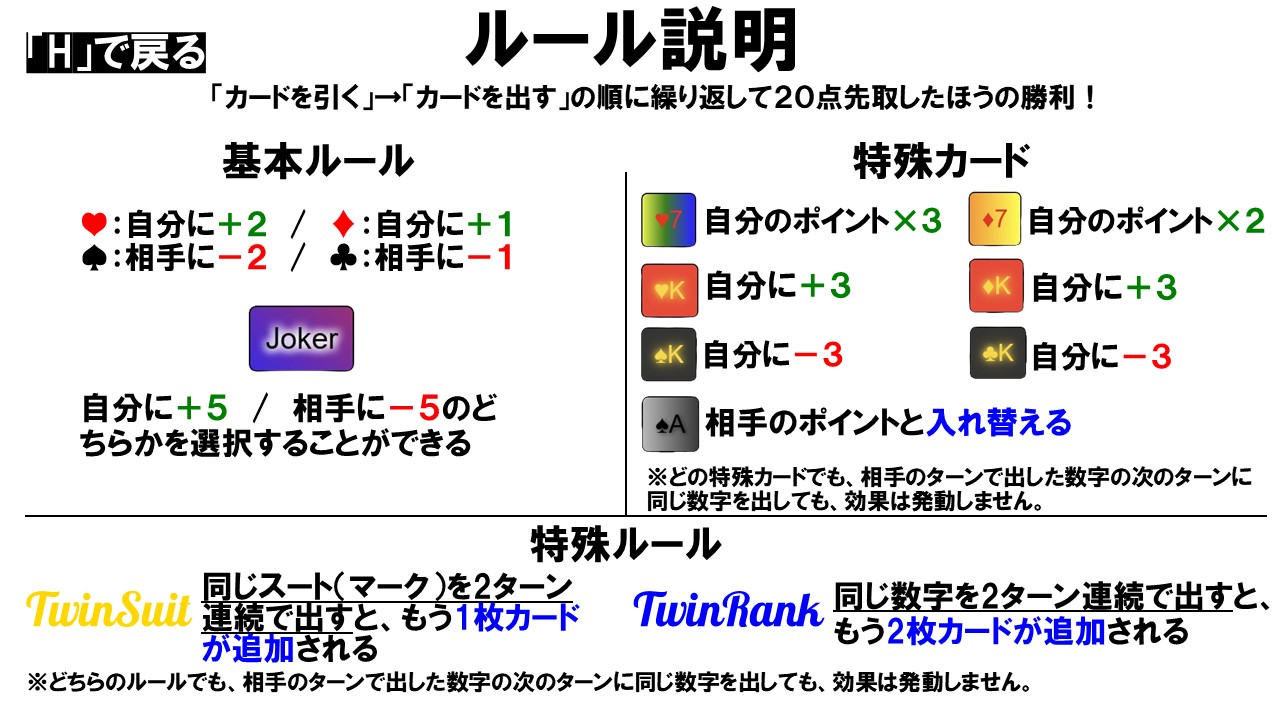 「H」で戻る
ルール説明
「カードを引く」→「カードを出す」の順に繰り返して20点先取したほうの勝利！
基本ルール
♥:自分に＋2 / ♦:自分に＋1
♠:相手に－2 / ♣:相手に－1
Joker
自分に＋5 / 相手に－5のど
ちらかを選択することができる
特殊カード
♥7 自分のポイント×3 ♦7 自分のポイント×2
♥K 自分に＋3 ♦K 自分に＋3
♠K 自分に－3 ♣K 自分に－3
♠A 相手のポイントと入れ替える
※どの特殊カードでも、相手のターンで出した数字の次のターンに
同じ数字を出しても、効果は発動しません。
特殊ルール
TwinSuit
同じスート(マーク)を2ターン
連続で出すと、もう1枚カード
が追加される
TwinRank
同じ数字を2ターン連続で出すと、
もう2枚カードが追加される
※どちらのルールでも、相手のターンで出した数字の次のターンに同じ数字を出しても、効果は発動しません。